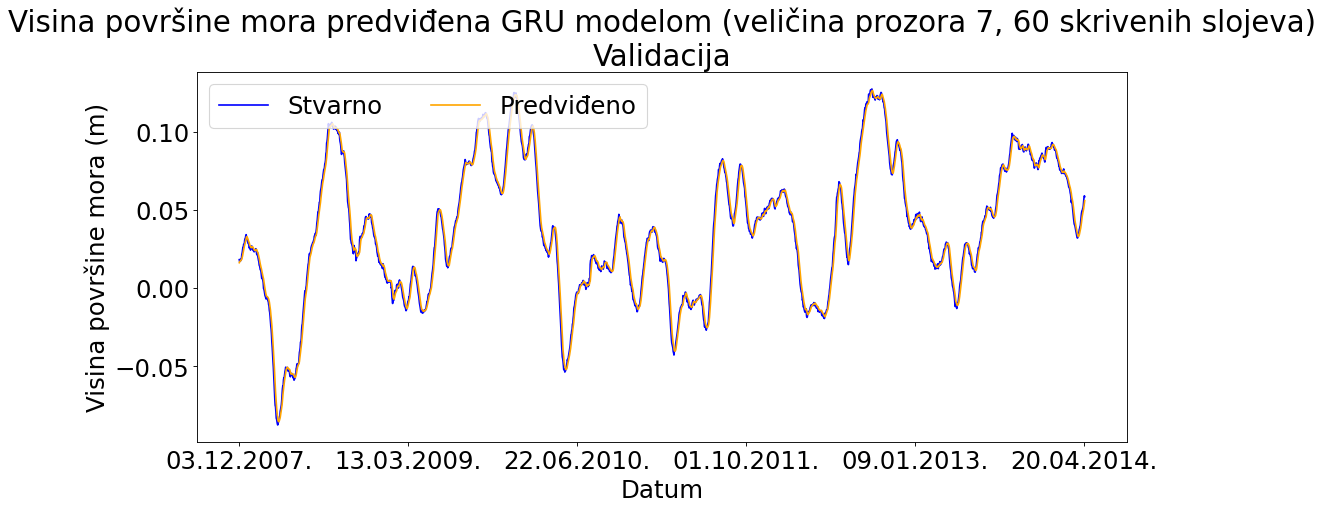 Visina površine mora predviđena GRU modelom (veličina prozora 7, 60 skrivenih slojeva)
Validacija
Stvarno Predviđeno
Visina površine mora (m)
0.10
0.05
0.00
−0.05
03.12.2007. 13.03.2009. 22.06.2010. 01.10.2011. 09.01.2013. 20.04.2014.
Datum